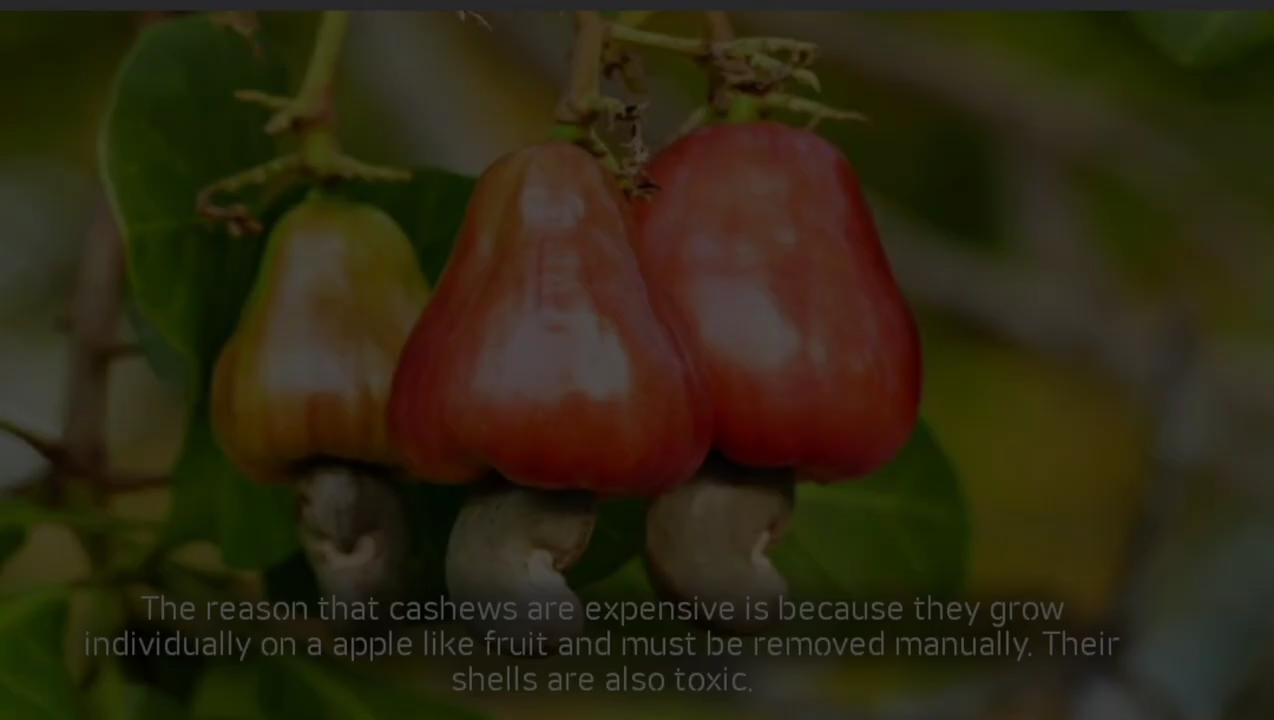 The reason that cashews are expensive is because they grow
individually on a apple like fruit and must be removed manually. Their
shells are also toxic.